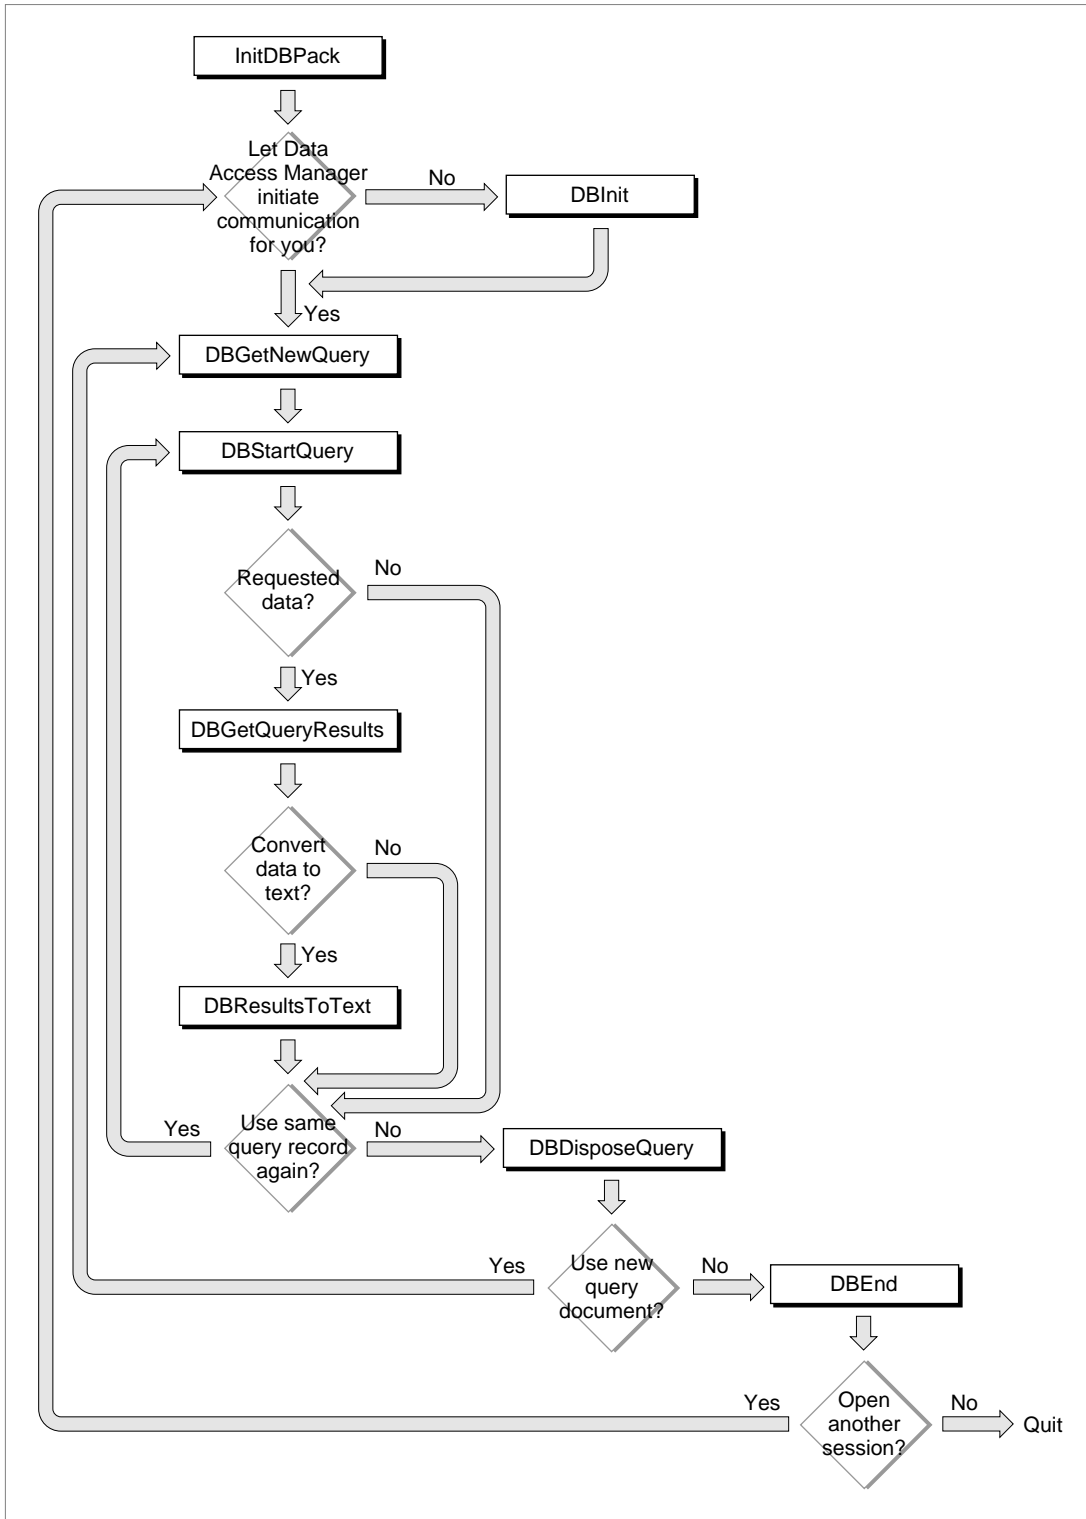 InitDBPack
Let Data
Access Manager
initiate
communication
for you?
No
DBInit
Yes
DBGetNewQuery
DBStartQuery
Requested
data?
No
Yes
DBGetQueryResults
Convert
data to
text?
No
Yes
DBResultsToText
Use same
query record
again?
Yes
No
DBDisposeQuery
Use new
query
document?
Yes
No
DBEnd
Open
another
session?
Yes
No
Quit